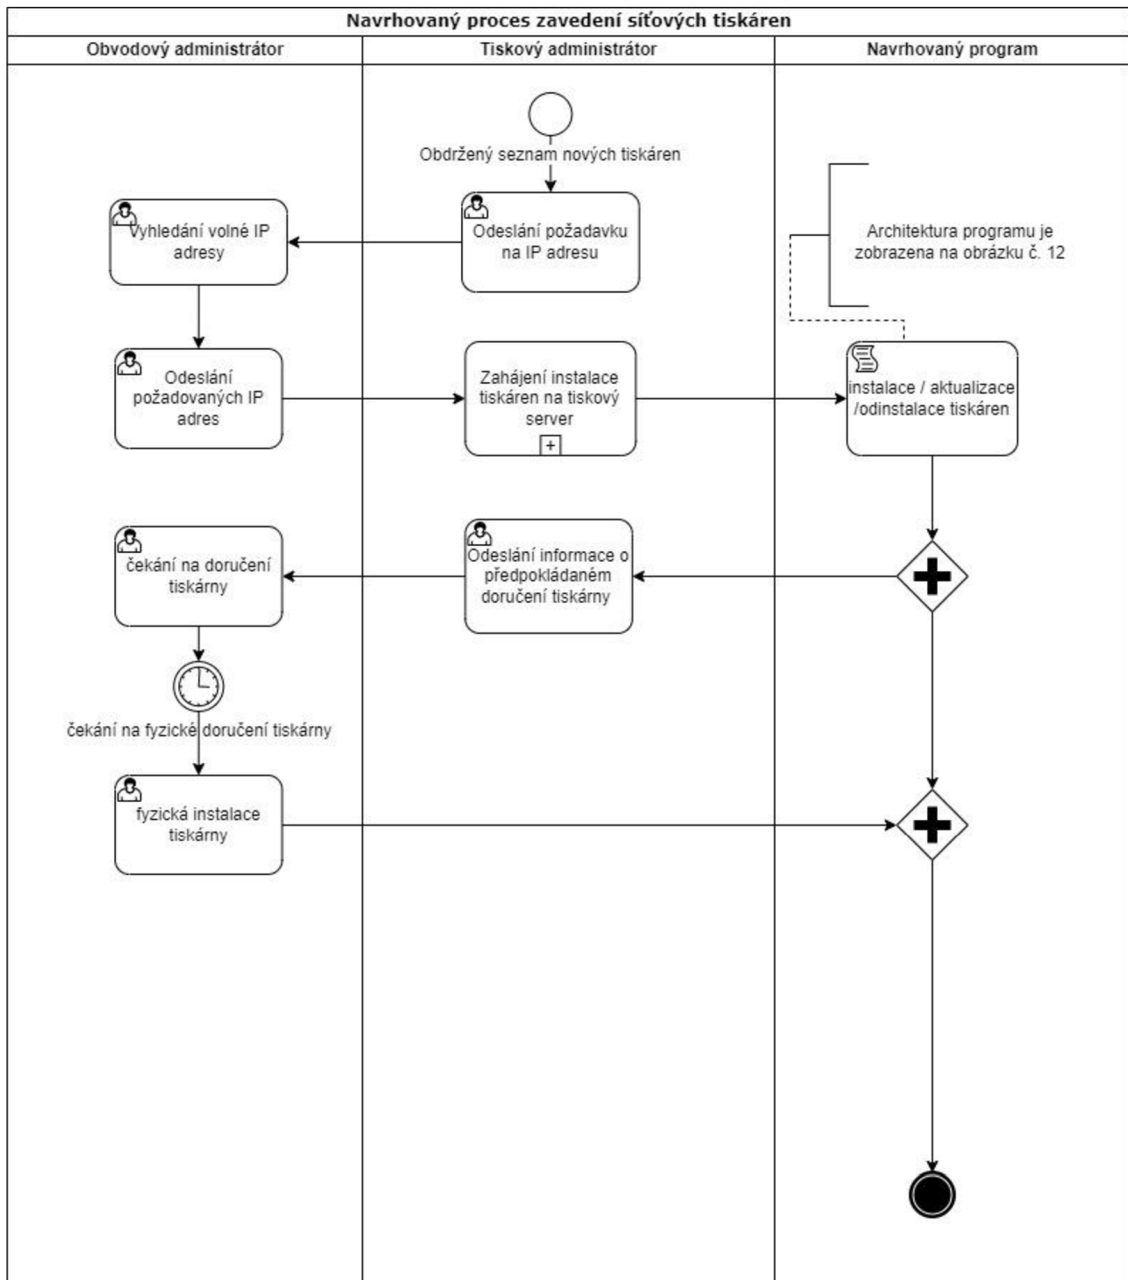 Navrhovaný proces zavedení síťových tiskáren
Obvodový administrátor
Tiskový administrátor
Navrhovaný program
Obdržený seznam nových tiskáren
Vyhledání volné IP
adresy
Odeslání požadavku
na IP adresu
Architektura programu je
zobrazena na obrázku č. 12
Odeslání
požadovaných IP
adres
Zahájení instalace
tiskáren na tiskový
server
instalace / aktualizace
/odinstalace tiskáren
čekání na doručení
tiskárny
Odeslání informace o
předpokládaném
doručení tiskárny
čekání na fyzické doručení tiskárny
fyzická instalace
tiskárny